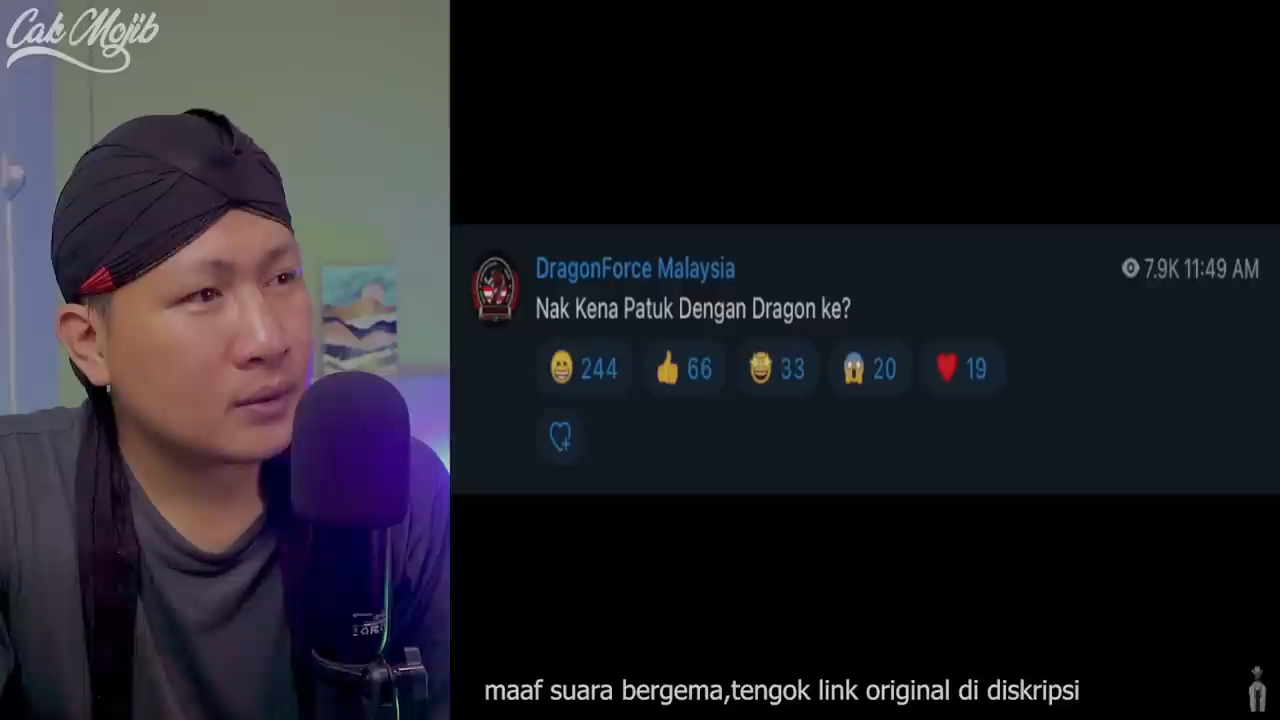 Cak Mojib
DragonForce Malaysia
7.9K 11:49 AM
Nak Kena Patuk Dengan Dragon ke?
244 66 33 20 19
maaf suara bergema,tengok link original di diskripsi